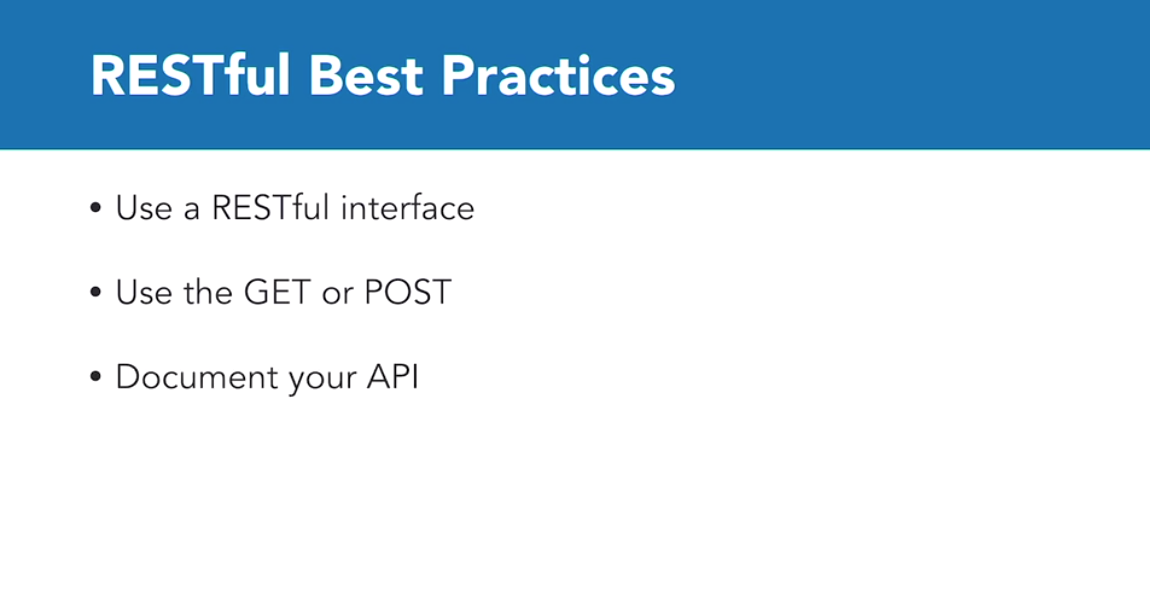 RESTful Best Practices
• Use a RESTful interface
• Use the GET or POST
• Document your API